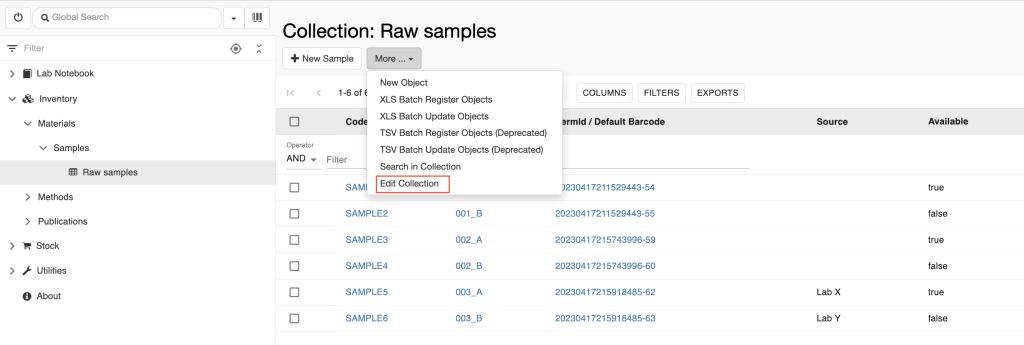 Global Search
Filter
Lab Notebook
Inventory
Materials
Samples
Raw samples
Methods
Publications
Stock
Utilities
About
Collection: Raw samples
+ New Sample
More ...
New Object
XLS Batch Register Objects
XLS Batch Update Objects
TSV Batch Register Objects (Deprecated)
TSV Batch Update Objects (Deprecated)
Search in Collection
Edit Collection
1-6 of 6
COLUMNS FILTERS EXPORTS
Code ermId / Default Barcode Source Available
Operator
AND Filter
SAMPL 20230417211529443-54 true
SAMPLE2 001_B 20230417211529443-55 false
SAMPLE3 002_A 20230417215743996-59 true
SAMPLE4 002_B 20230417215743996-60 false
SAMPLE5 003_A 20230417215918485-62 Lab X true
SAMPLE6 003_B 20230417215918485-63 Lab Y false